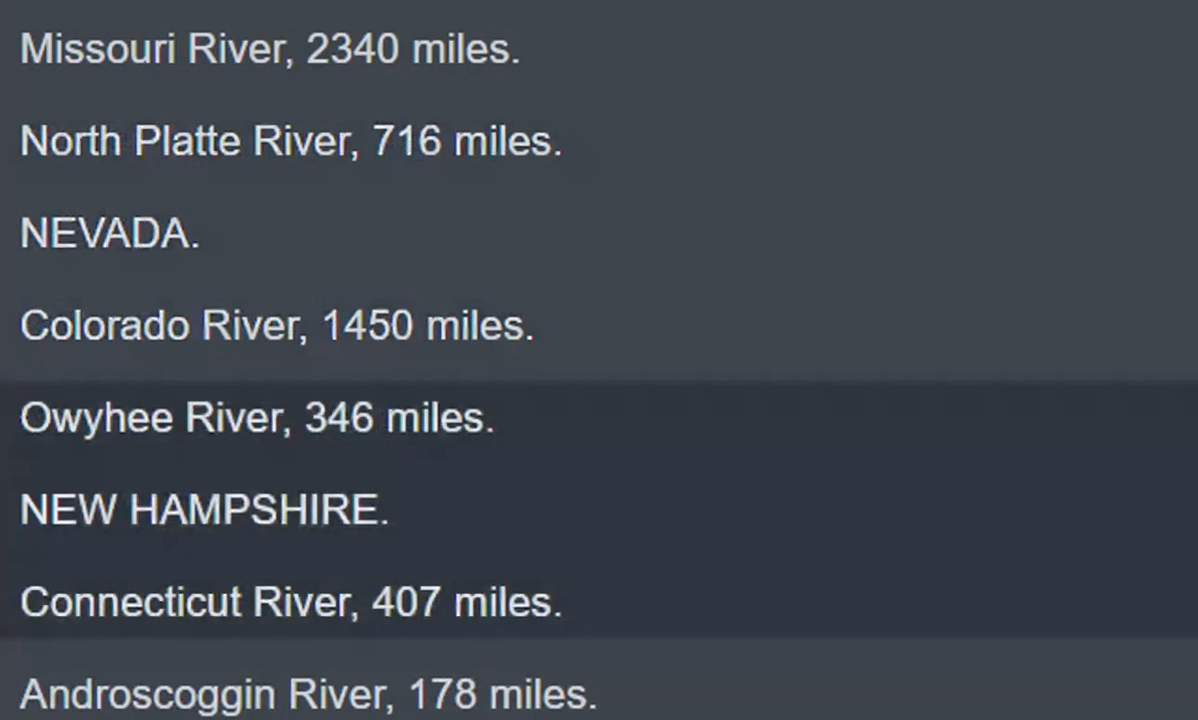 Missouri River, 2340 miles.
North Platte River, 716 miles.
NEVADA.
Colorado River, 1450 miles.
Owyhee River, 346 miles.
NEW HAMPSHIRE.
Connecticut River, 407 miles.
Androscoggin River, 178 miles.